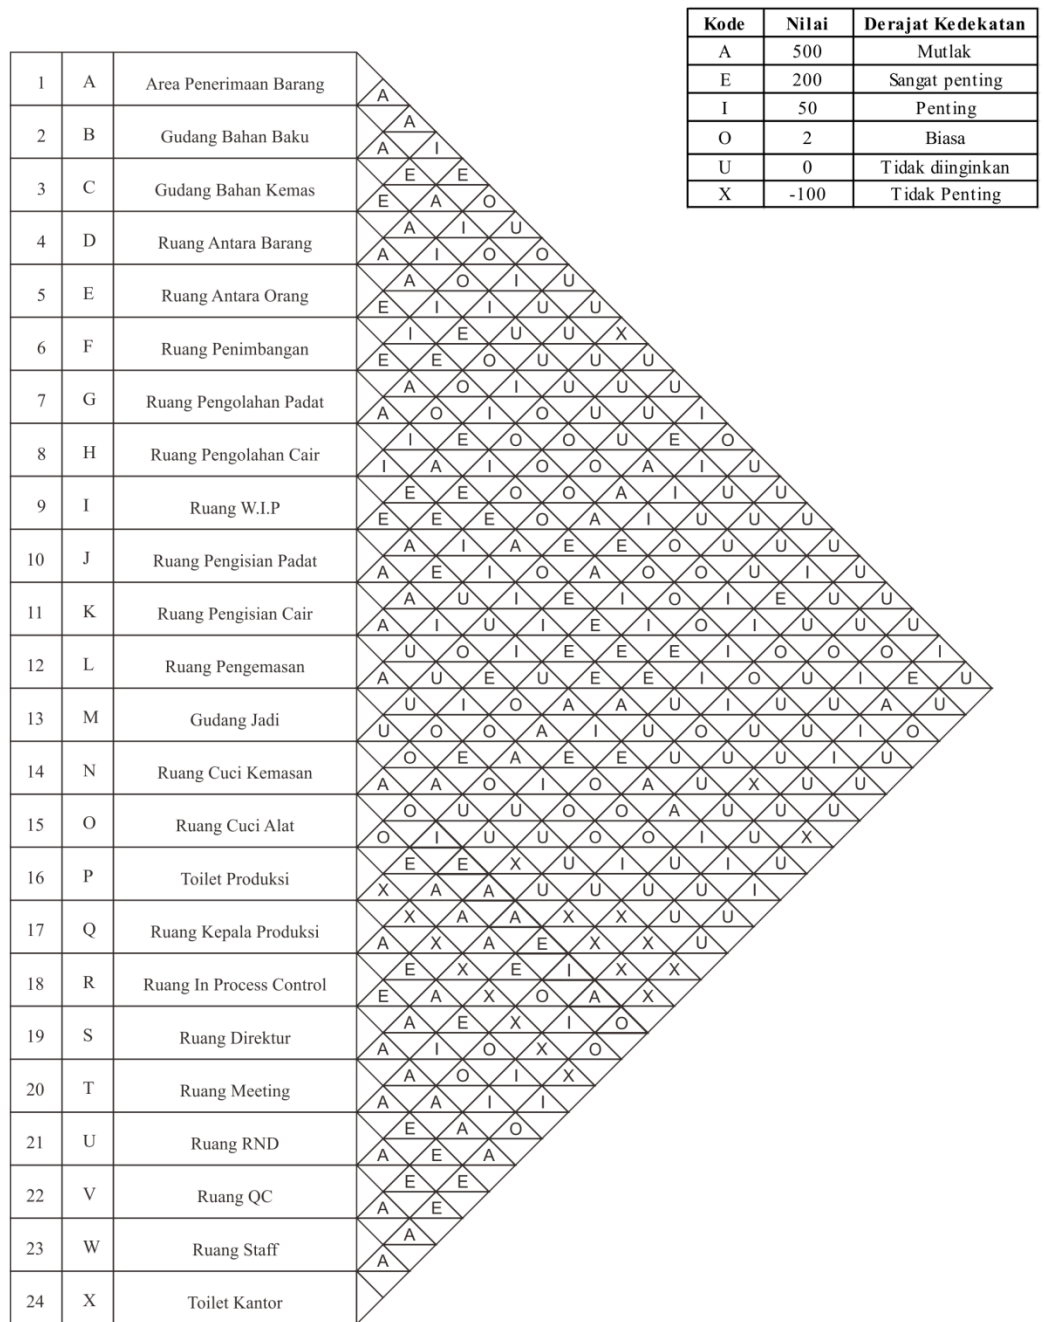 Kode Nilai Derajat Kedekatan
A 500 Mutlak
E 200 Sangat penting
I 50 Penting
O 2 Biasa
U 0 Tidak diinginkan
X -100 Tidak Penting
1 A Area Penerimaan Barang
A
A
2 B Gudang Bahan Baku
A I
E E
3 C Gudang Bahan Kemas
E A O
A I U
4 D Ruang Antara Barang
A I O O
A O I U
5 E Ruang Antara Orang
E I I U U
I E U U X
6 F Ruang Penimbangan
E E O U U U
A O I U U U
7 G Ruang Pengolahan Padat
A O I O U U I
I E O O U E O
8 H Ruang Pengolahan Cair
I A I O O A I U
E E O O A I U U
9 I Ruang W.I.P
E E E O A I U U U
A I A E E O U U U
10 J Ruang Pengisian Padat
A E I O A O O U I U
A U I E I O I E U U
11 K Ruang Pengisian Cair
A I U I E I O I U U U
U O I E E E I O O O I
12 L Ruang Pengemasan
A U E U E E I O U I E U
U I O A A U I U U A U
13 M Gudang Jadi
U O O A I U O U U I O
O E A E E U U U I U
14 N Ruang Cuci Kemasan
A A O I O A U X U U
O U U O O A U U U
15 O Ruang Cuci Alat
O I U U O O I U X
E E X U I U I U
16 P Toilet Produksi
X A A U U U U I
X A A X X U U
17 Q Ruang Kepala Produksi
A X A E X X U
E X E I X X
18 R Ruang In Process Control
E A X O A X
A E X I O
19 S Ruang Direktur
A I O X O
A O I X
20 T Ruang Meeting
A A I I
E A O
21 U Ruang RND
A E A
E E
22 V Ruang QC
A E
A
23 W Ruang Staff
A
24 X Toilet Kantor